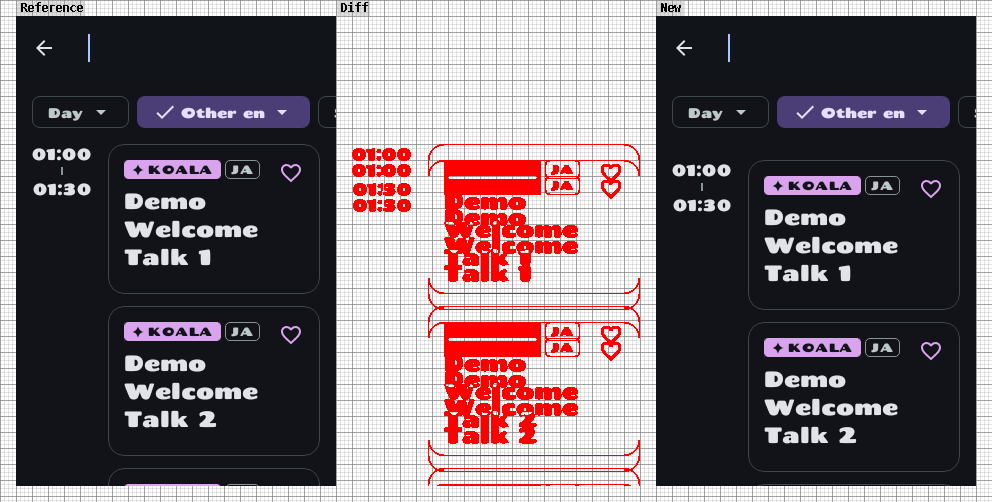 Reference
Diff
New
Day
Other en
01:00
01:30
KOALA
JA
Demo
Welcome
Talk 1
KOALA
JA
Demo
Welcome
Talk 2
01:00
01:00
01:30
01:30
JA
JA
Demo
Demo
Welcome
Welcome
Talk 1
Talk 1
JA
JA
Demo
Demo
Welcome
Welcome
Talk 2
Talk 2
Day
Other en
01:00
01:30
KOALA
JA
Demo
Welcome
Talk 1
KOALA
JA
Demo
Welcome
Talk 2